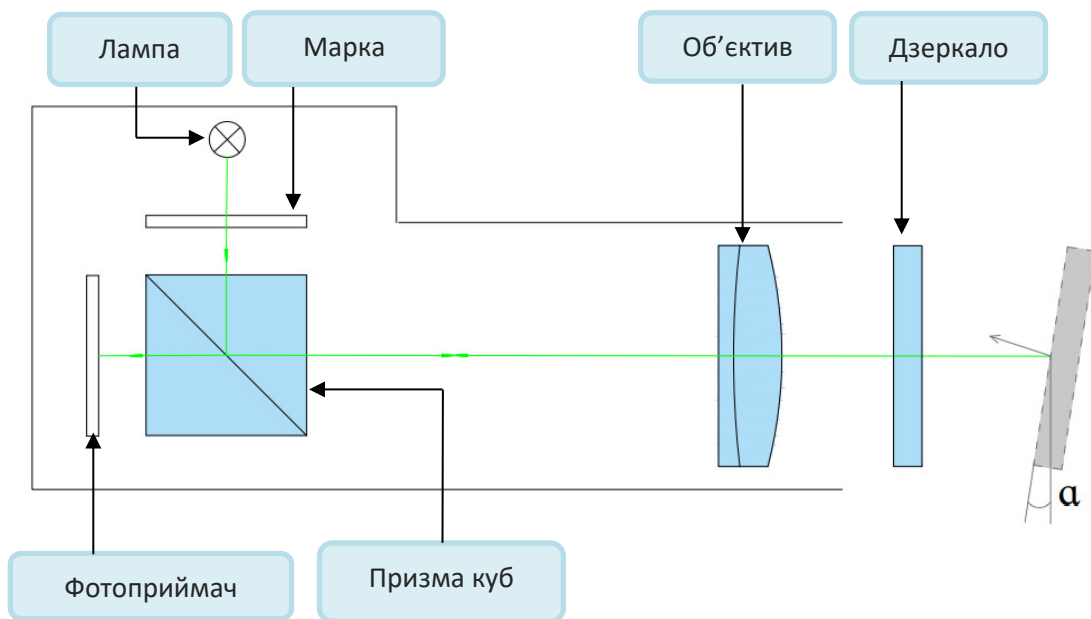 Лампа
Марка
Об’єктив
Дзеркало
α
Фотоприймач
Призма куб